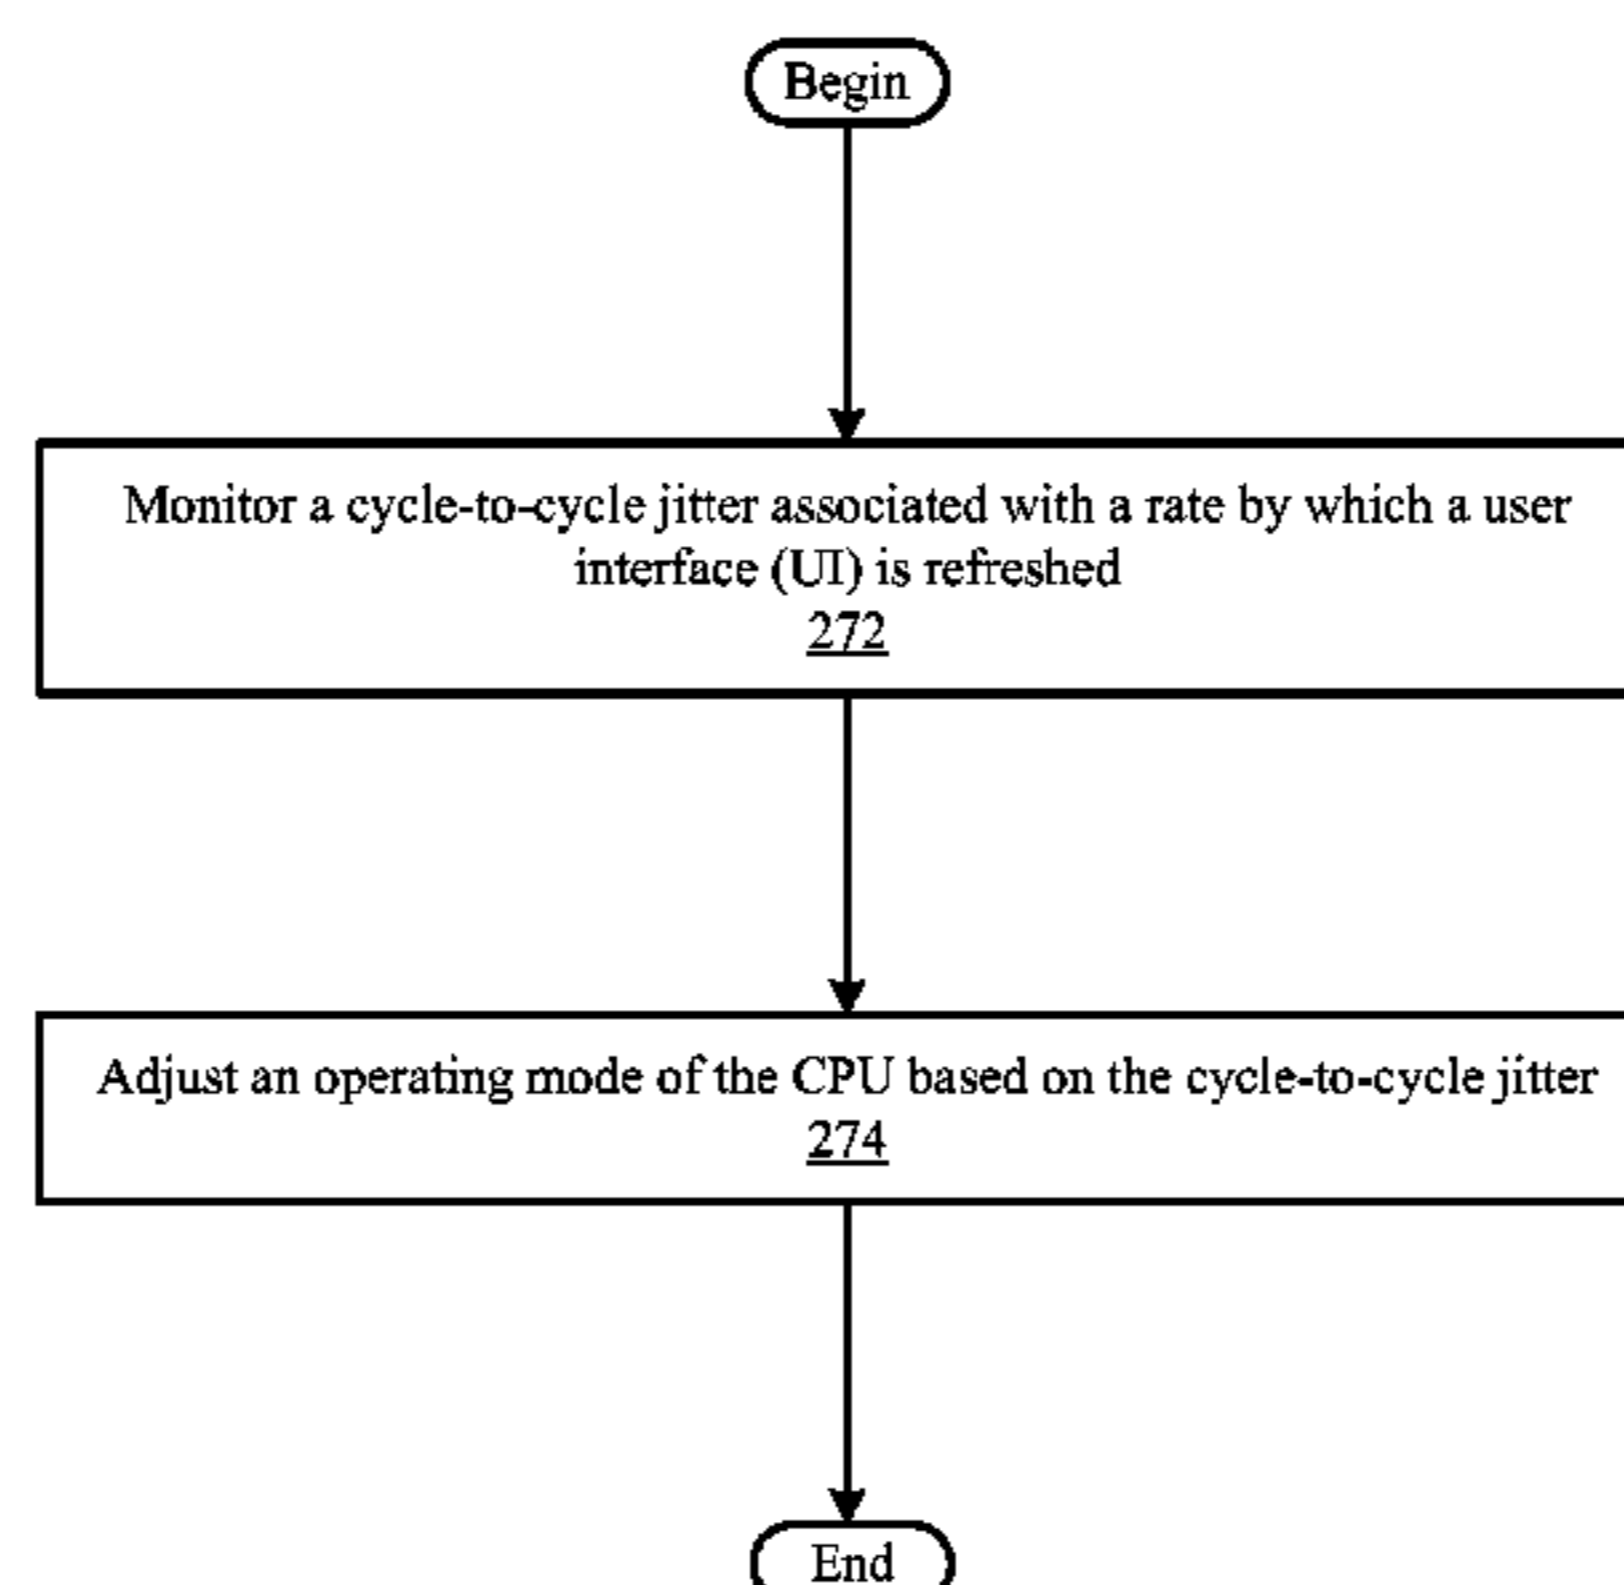 Begin
Monitor a cycle-to-cycle jitter associated with a rate by which a user
interface (UI) is refreshed
272
Adjust an operating mode of the CPU based on the cycle-to-cycle jitter
274
End